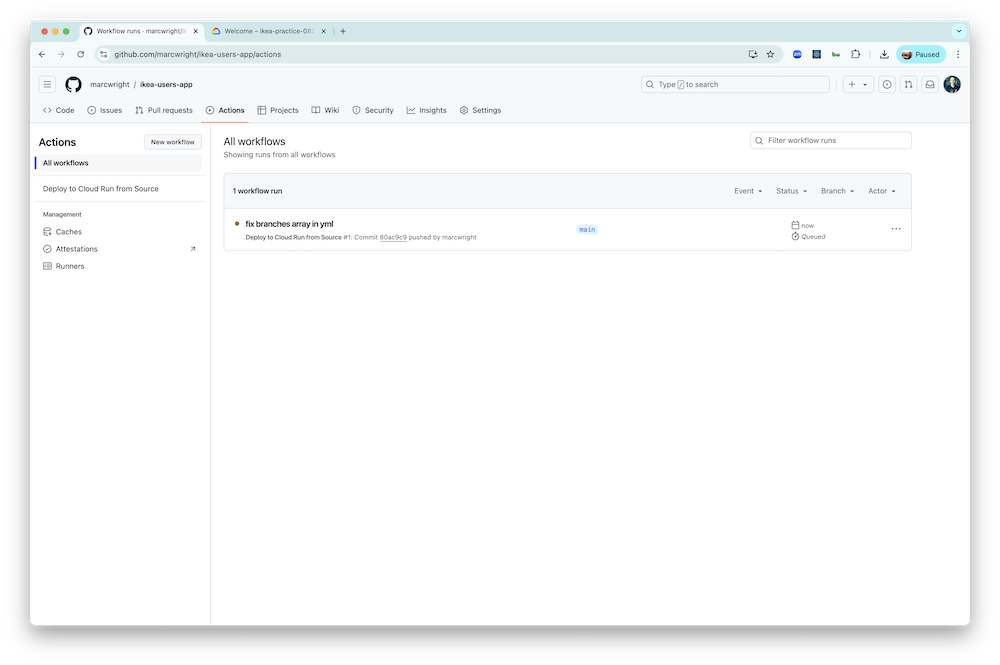 Workflow runs · marcwright/
Welcome – ikea-practice-08
github.com/marcwright/ikea-users-app/actions
Paused
marcwright / ikea-users-app
Type / to search
Code
Issues
Pull requests
Actions
Projects
Wiki
Security
Insights
Settings
Actions
New workflow
All workflows
Deploy to Cloud Run from Source
Management
Caches
Attestations
Runners
All workflows
Showing runs from all workflows
Filter workflow runs
1 workflow run
Event
Status
Branch
Actor
fix branches array in yml
Deploy to Cloud Run from Source #1: Commit 80ac9c9 pushed by marcwright
main
now
Queued